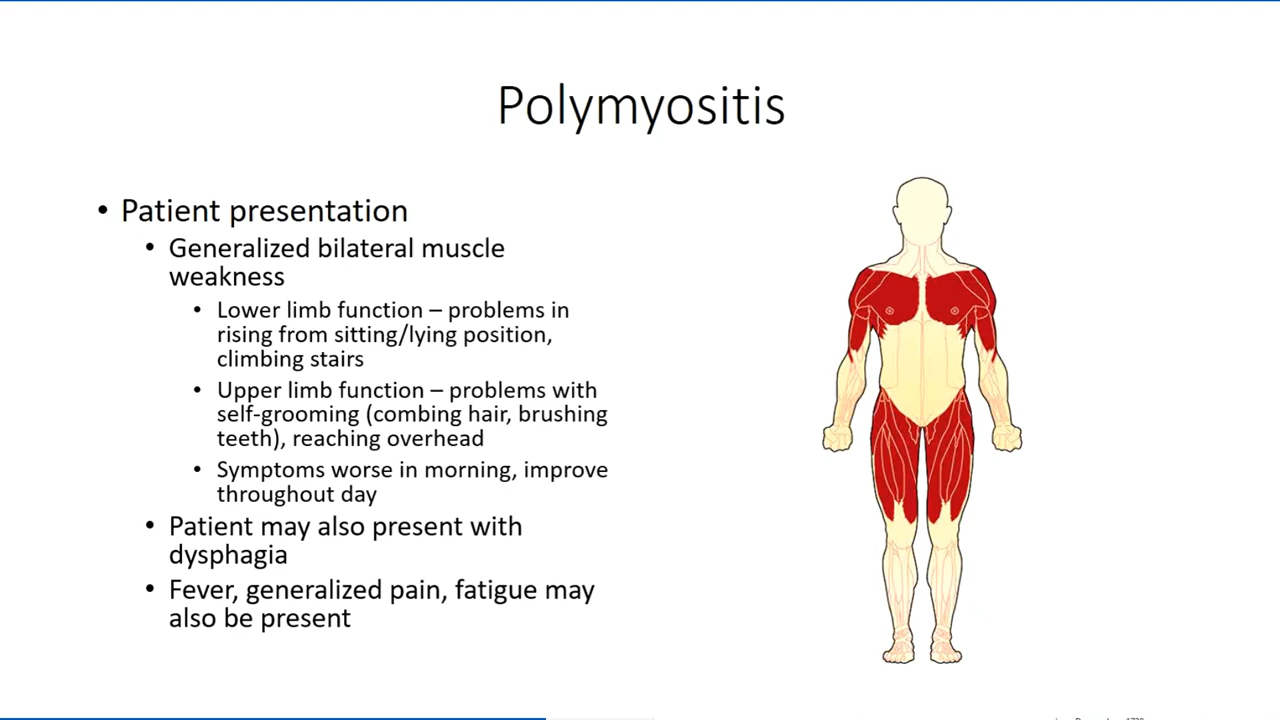 Polymyositis
• Patient presentation
• Generalized bilateral muscle
weakness
• Lower limb function – problems in
rising from sitting/lying position,
climbing stairs
• Upper limb function – problems with
self-grooming (combing hair, brushing
teeth), reaching overhead
• Symptoms worse in morning, improve
throughout day
• Patient may also present with
dysphagia
• Fever, generalized pain, fatigue may
also be present